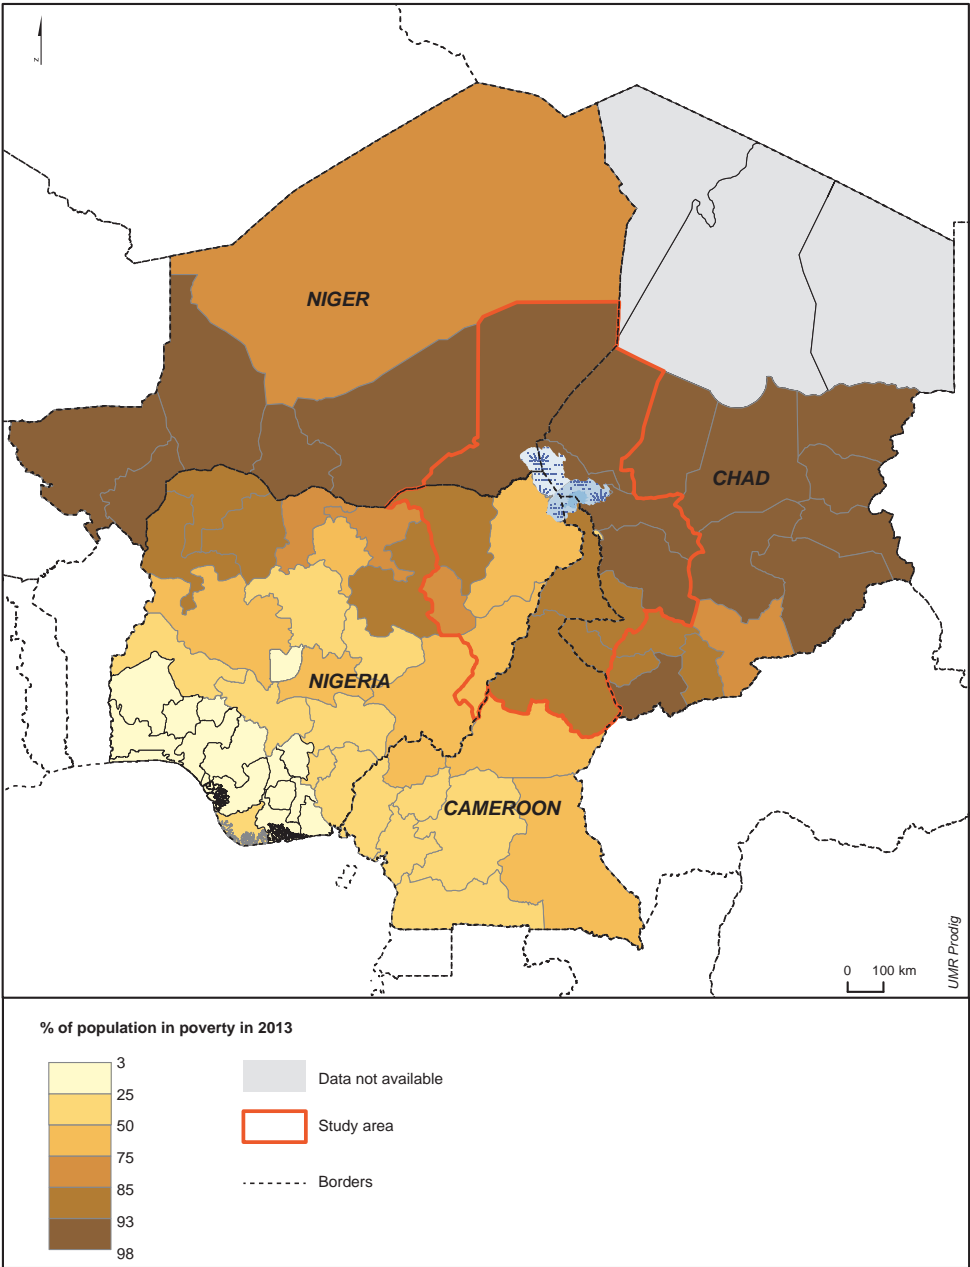 z
NIGER
CHAD
NIGERIA
CAMEROON
0 100 km
UMR Prodig
% of population in poverty in 2013
3
25
50
75
85
93
98
Data not available
Study area
Borders